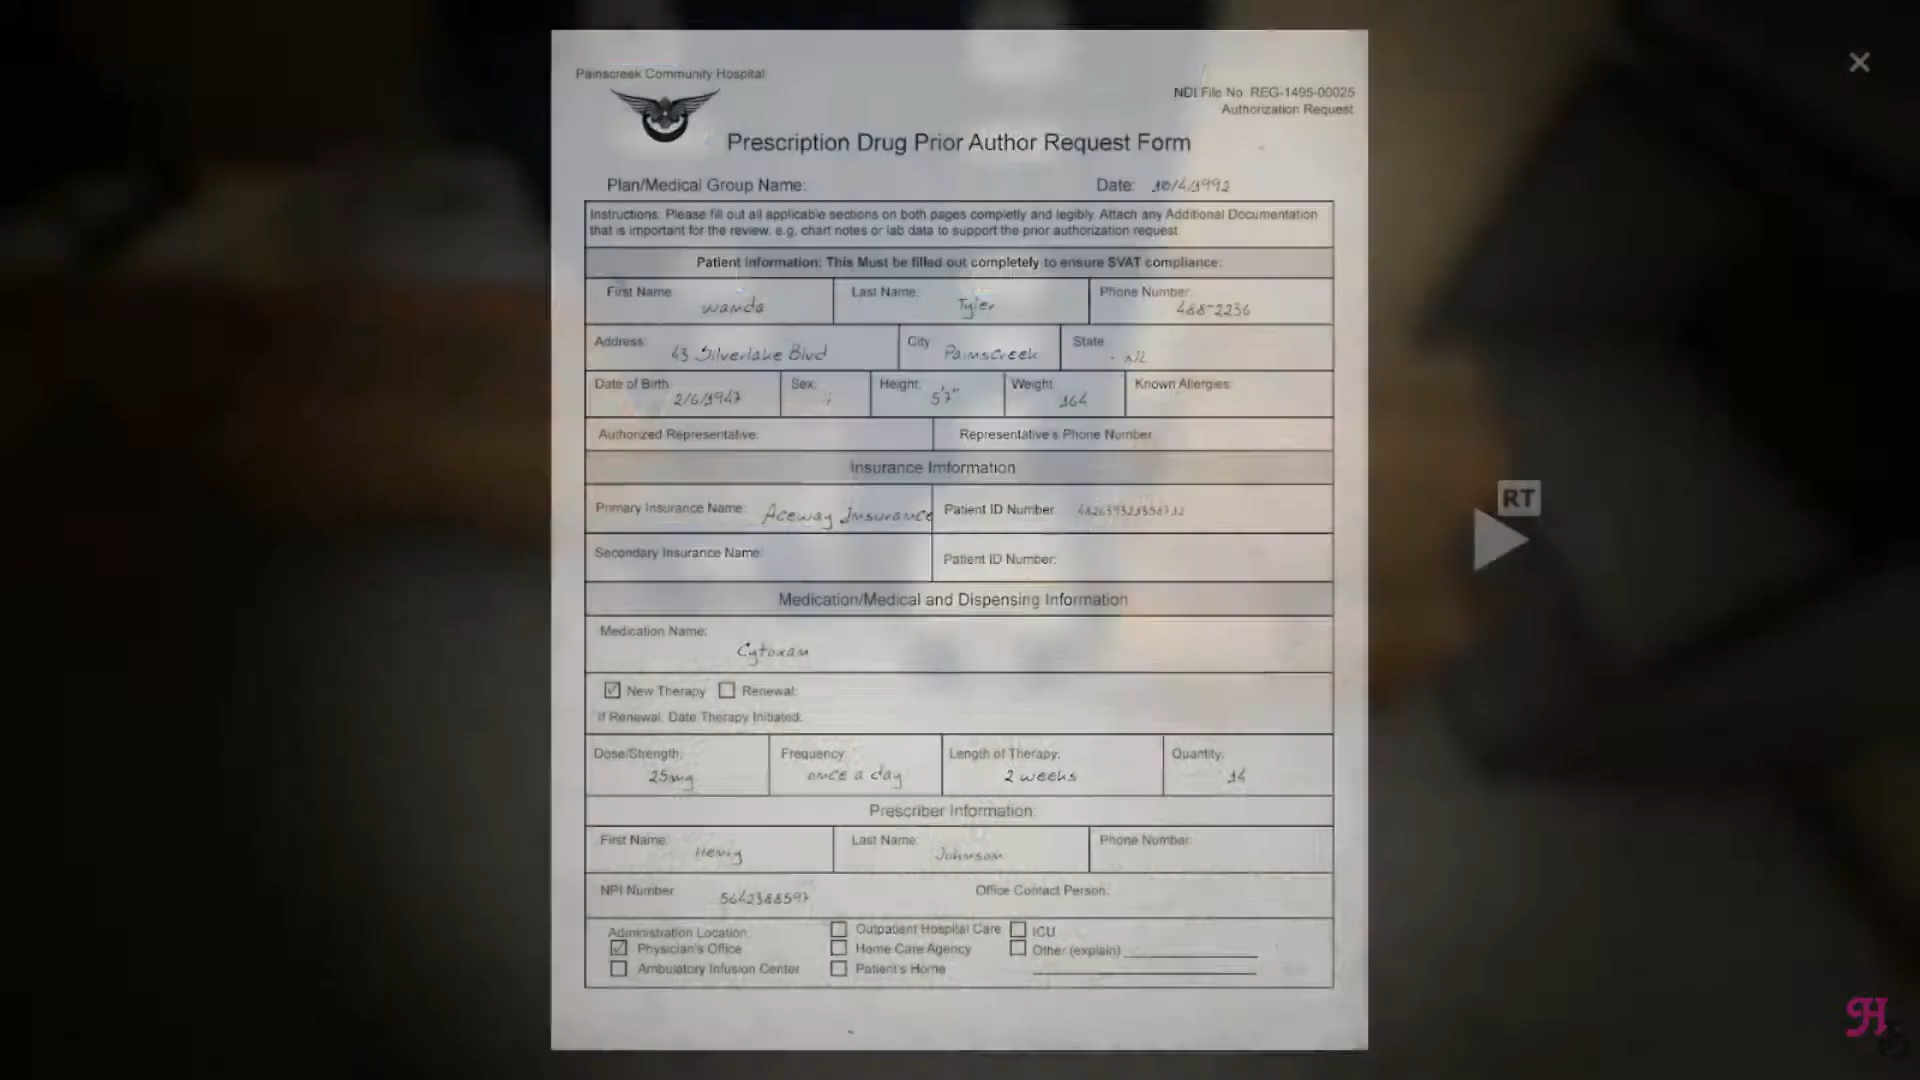 Painscreek Community Hospital
NDI File No. REG-1495-00025
Authorization Request
Prescription Drug Prior Author Request Form
Plan/Medical Group Name:
Date: 10/4/1992
Instructions: Please fill out all applicable sections on both pages completly and legibly. Attach any Additional Documentation
that is important for the review. e.g. chart notes or lab data to support the prior authorization request
Patient Information: This Must be filled out completely to ensure SVAT compliance:
First Name Wanda
Last Name: Tyler
Phone Number: 488-2236
Address: 43 Silverlake Blvd
City: Painscreek
State
Date of Birth 2/6/1947
Sex:
Height: 5'7"
Weight 164
Known Allergies:
Authorized Representative:
Representative's Phone Number
Insurance Imformation
Primary Insurance Name: Aceway Insurance
Patient ID Number:
Secondary Insurance Name:
Patient ID Number:
Medication/Medical and Dispensing Information
Medication Name: Cytoxan
New Therapy Renewal:
If Renewal. Date Therapy Initiated:
Dose/Strength: 25mg
Frequency once a day
Length of Therapy: 2 weeks
Quantity: 14
Prescriber Information:
First Name: Henry
Last Name: Johnson
Phone Number:
NPI Number 5642388597
Office Contact Person:
Administration Location:
Physician's Office
Ambulatory Infusion Center
Outpatient Hospital Care
Home Care Agency
Patient's Home
ICU
Other (explain)
RT
H